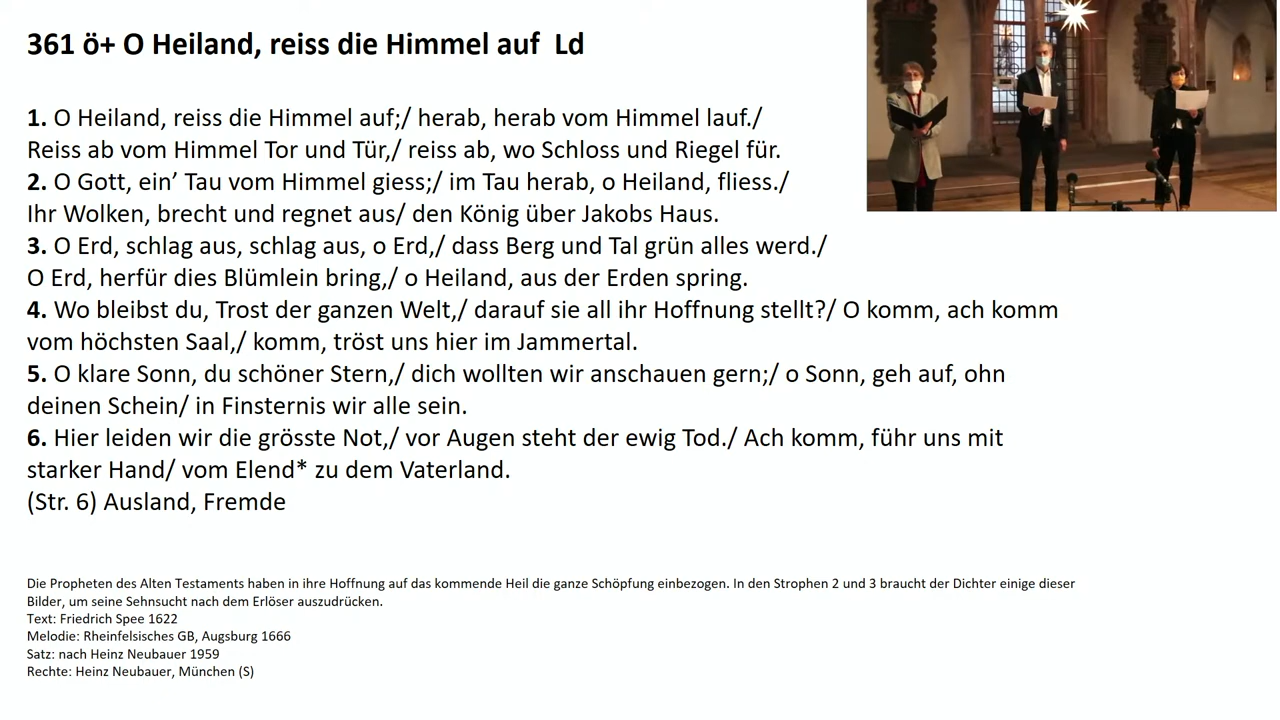 361 ö+ O Heiland, reiss die Himmel auf  Ld
1. O Heiland, reiss die Himmel auf;/ herab, herab vom Himmel lauf./
Reiss ab vom Himmel Tor und Tür,/ reiss ab, wo Schloss und Riegel für.
2. O Gott, ein’ Tau vom Himmel giess;/ im Tau herab, o Heiland, fliess./
Ihr Wolken, brecht und regnet aus/ den König über Jakobs Haus.
3. O Erd, schlag aus, schlag aus, o Erd,/ dass Berg und Tal grün alles werd./
O Erd, herfür dies Blümlein bring,/ o Heiland, aus der Erden spring.
4. Wo bleibst du, Trost der ganzen Welt,/ darauf sie all ihr Hoffnung stellt?/ O komm, ach komm
vom höchsten Saal,/ komm, tröst uns hier im Jammertal.
5. O klare Sonn, du schöner Stern,/ dich wollten wir anschauen gern;/ o Sonn, geh auf, ohn
deinen Schein/ in Finsternis wir alle sein.
6. Hier leiden wir die grösste Not,/ vor Augen steht der ewig Tod./ Ach komm, führ uns mit
starker Hand/ vom Elend* zu dem Vaterland.
(Str. 6) Ausland, Fremde
Die Propheten des Alten Testaments haben in ihre Hoffnung auf das kommende Heil die ganze Schöpfung einbezogen. In den Strophen 2 und 3 braucht der Dichter einige dieser
Bilder, um seine Sehnsucht nach dem Erlöser auszudrücken.
Text: Friedrich Spee 1622
Melodie: Rheinfelsisches GB, Augsburg 1666
Satz: nach Heinz Neubauer 1959
Rechte: Heinz Neubauer, München (S)